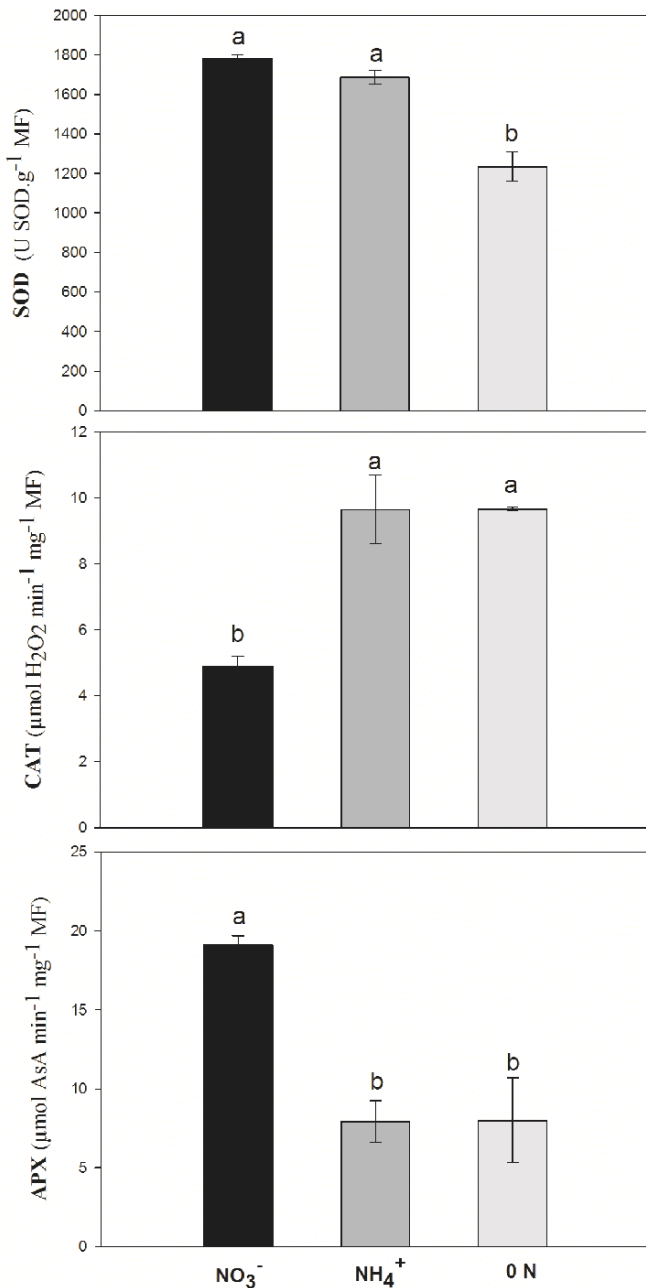 2000
1800
1600
1400
1200
1000
800
600
400
200
0
SOD (U SOD.g⁻¹ MF)
a
a
b
12
10
8
6
4
2
0
CAT (µmol H₂O2 min⁻¹ mg⁻¹ MF)
b
a
a
25
20
15
10
5
0
APX (µmol AsA min⁻¹ mg⁻¹ MF)
a
b
b
NO₃⁻ NH₄⁺ 0 N